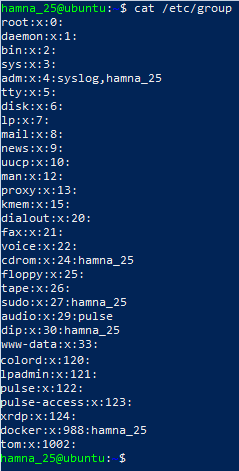 hamna_25@ubuntu: $ cat /etc/group
root:x:0:
daemon:x:1:
bin:x:2:
sys:x:3:
adm:x:4:syslog,hamna_25
tty:x:5:
disk:x:6:
lp:x:7:
mail:x:8:
news:x:9:
uucp:x:10:
man:x:12:
proxy:x:13:
kmem:x:15:
dialout:x:20:
fax:x:21:
voice:x:22:
cdrom:x:24:hamna_25
floppy:x:25:
tape:x:26:
sudo:x:27:hamna_25
audio:x:29:pulse
dip:x:30:hamna_25
www-data:x:33:
colord:x:120:
lpadmin:x:121:
pulse:x:122:
pulse-access:x:123:
xrdp:x:124:
docker:x:988:hamna_25
tom:x:1002:
hamna_25@ubuntu: $